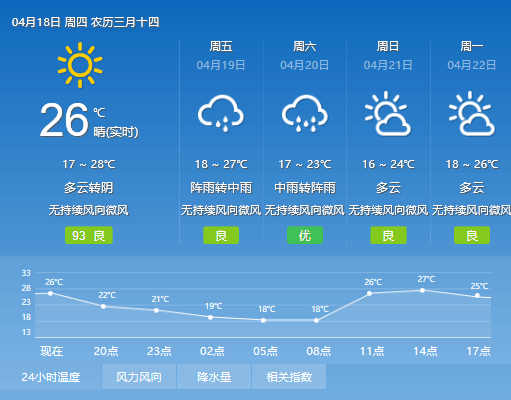 04月18日 周四 农历三月十四
26 ℃
晴(实时)
17 ~ 28℃
多云转阴
无持续风向微风
93 良
周五
04月19日
18 ~ 27℃
阵雨转中雨
无持续风向微风
良
周六
04月20日
17 ~ 23℃
中雨转阵雨
无持续风向微风
优
周日
04月21日
16 ~ 24℃
多云
无持续风向微风
良
周一
04月22日
18 ~ 26℃
多云
无持续风向微风
良
33
28
23
18
13
26℃ 22℃ 21℃ 19℃ 18℃ 18℃ 26℃ 27℃ 25℃
现在 20点 23点 02点 05点 08点 11点 14点 17点
24小时温度 风力风向 降水量 相关指数